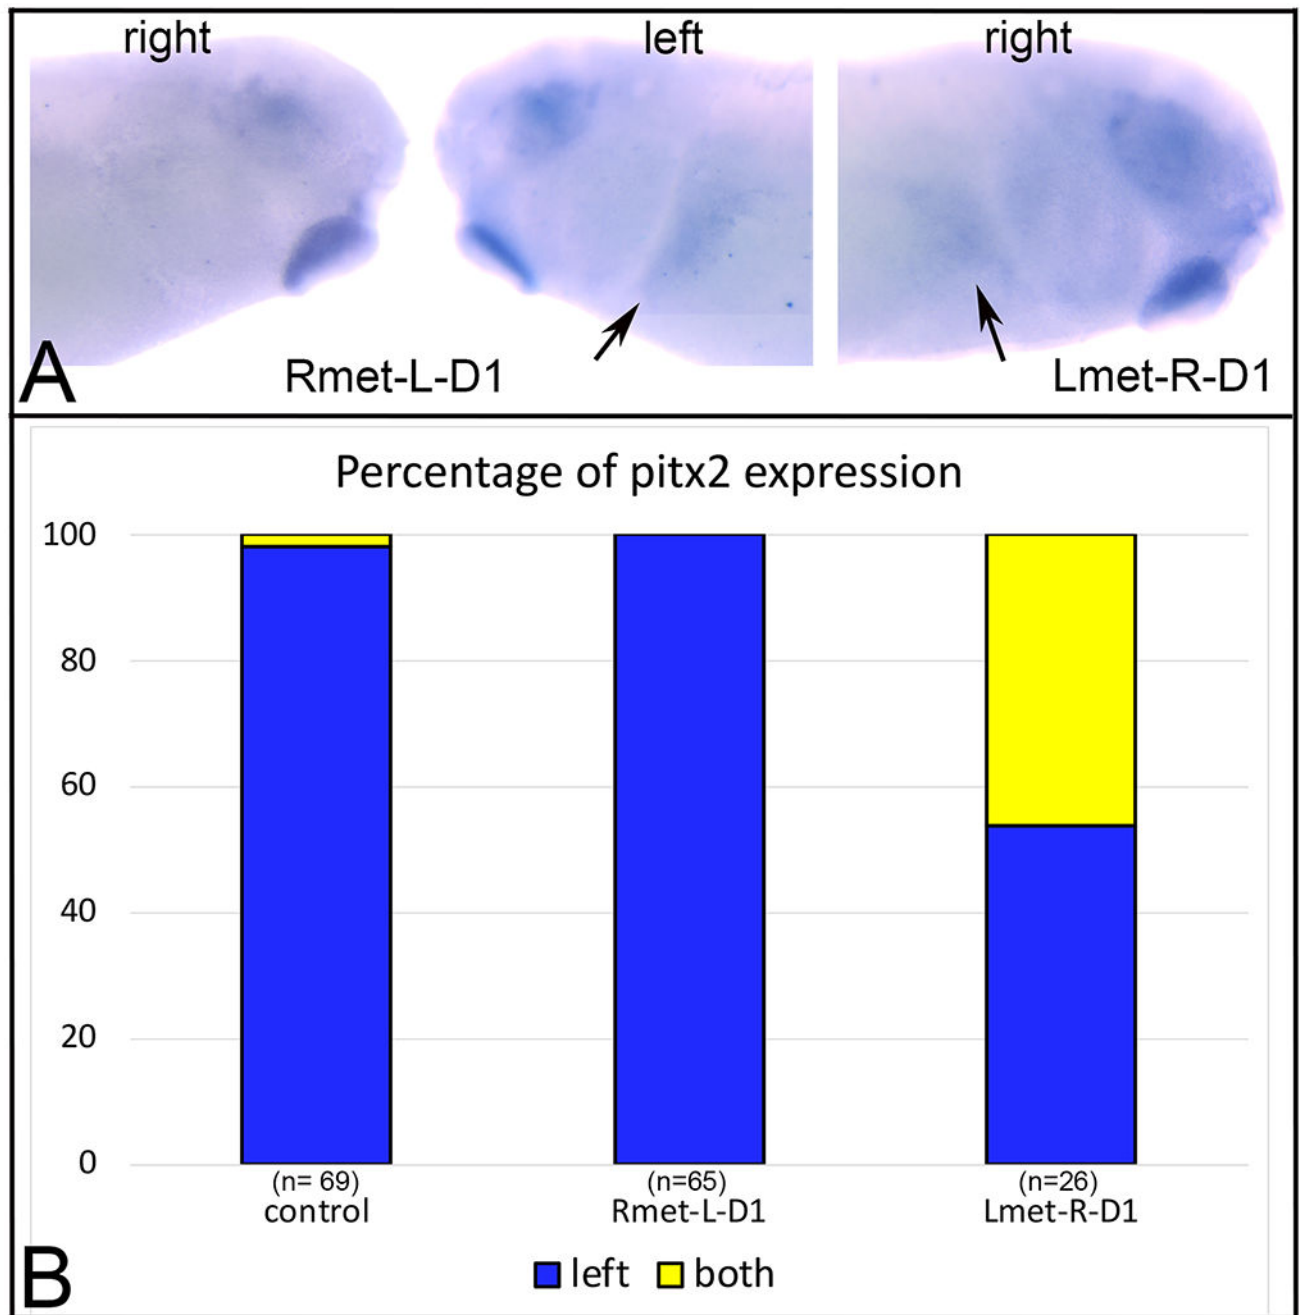 right left right
Rmet-L-D1 Lmet-R-D1
A
Percentage of pitx2 expression
100
80
60
40
20
0
(n= 69) (n=65) (n=26)
control Rmet-L-D1 Lmet-R-D1
left both
B